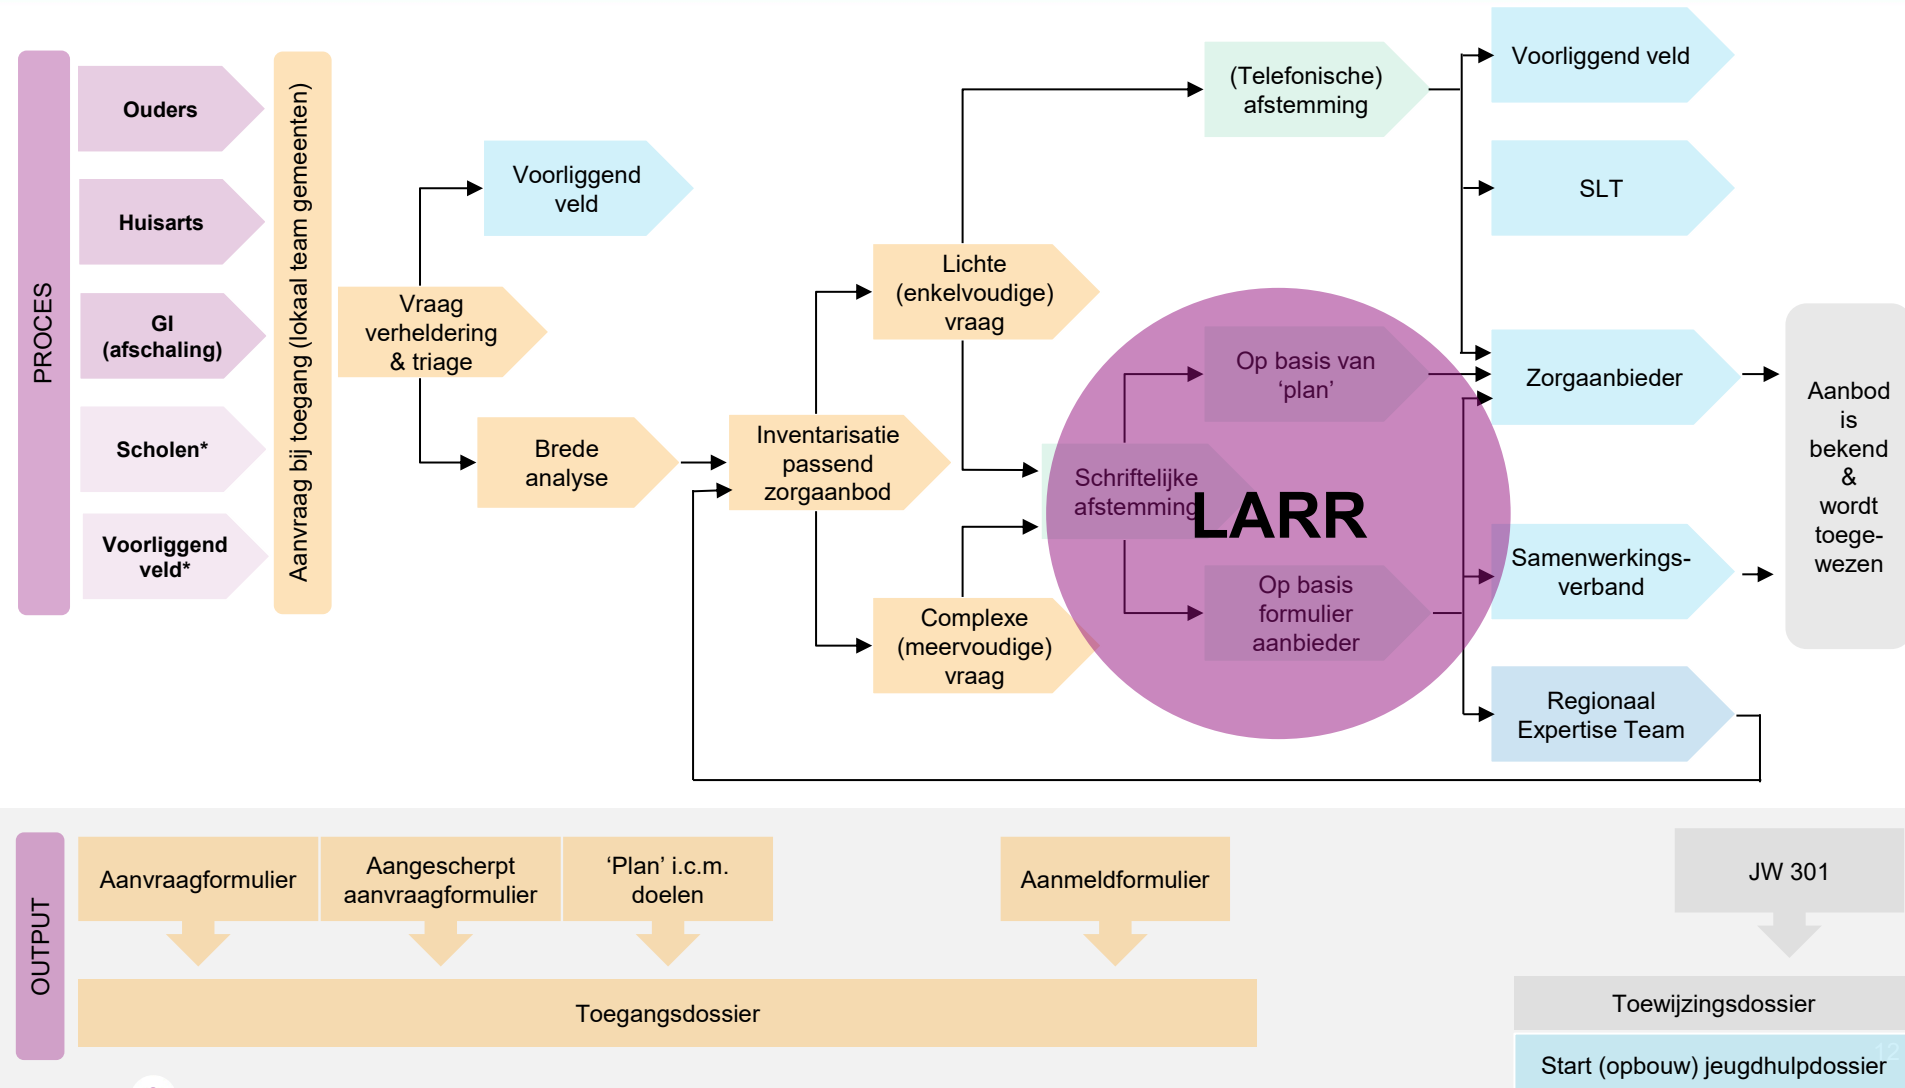 PROCES
Ouders
Huisarts
GI
(afschaling)
Scholen*
Voorliggend
veld*
Aanvraag bij toegang (lokaal team gemeenten)
Vraag
verheldering
& triage
Voorliggend
veld
Brede
analyse
Inventarisatie
passend
zorgaanbod
Lichte
(enkelvoudige)
vraag
Complexe
(meervoudige)
vraag
(Telefonische)
afstemming
Schriftelijke
afstemming
LARR
Op basis van
‘plan’
Op basis
formulier
aanbieder
Voorliggend veld
SLT
Zorgaanbieder
Samenwerkings-
verband
Regionaal
Expertise Team
Aanbod
is
bekend
&
wordt
toege-
wezen
OUTPUT
Aanvraagformulier
Aangescherpt
aanvraagformulier
‘Plan’ i.c.m.
doelen
Aanmeldformulier
JW 301
Toegangsdossier
Toewijzingsdossier
Start (opbouw) jeugdhulpdossier
12